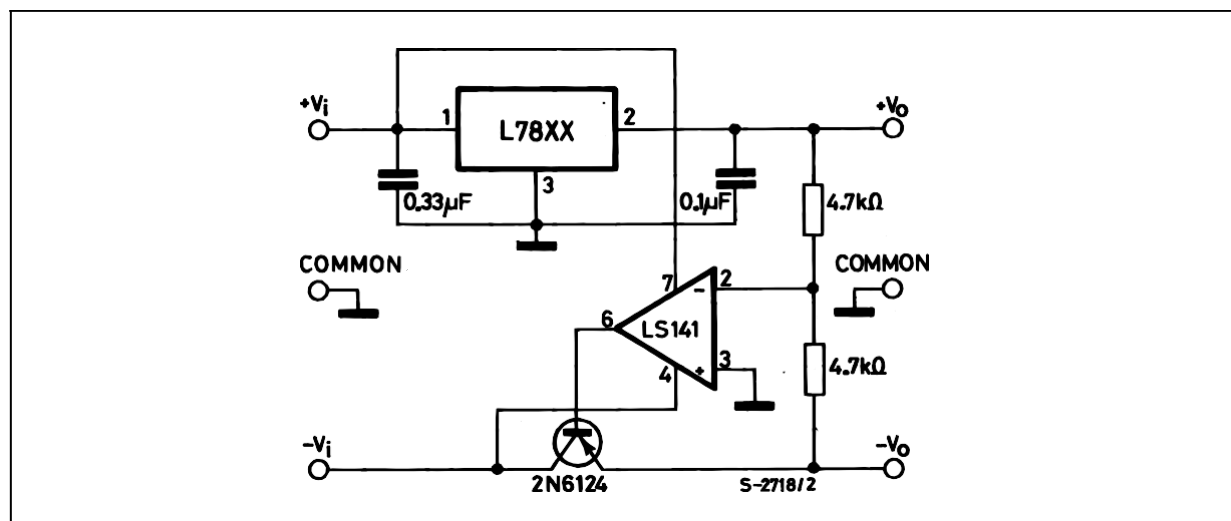 +Vi
1
L78XX
2
+Vo
3
0.33µF
0.1µF
4.7kΩ
COMMON
COMMON
7
-
2
6
LS141
4
+
3
4.7kΩ
-Vi
2N6124
S-2718/2
-Vo